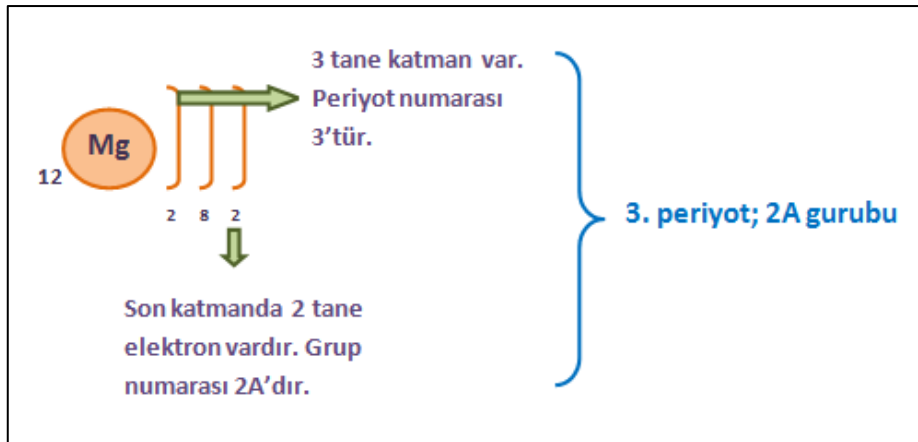 3 tane katman var.
Periyot numarası
3’tür.
Mg
12
2 8 2
3. periyot; 2A gurubu
Son katmanda 2 tane
elektron vardır. Grup
numarası 2A’dır.